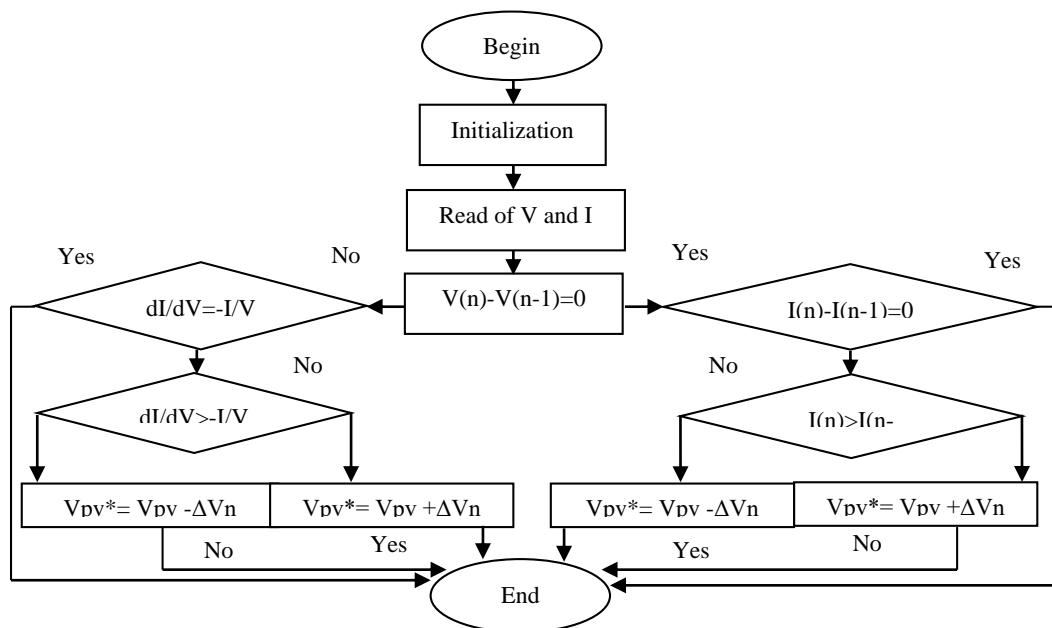 Begin
Initialization
Read of V and I
Yes
No
Yes
Yes
dI/dV=-I/V
V(n)-V(n-1)=0
I(n)-I(n-1)=0
No
No
dI/dV>-I/V
I(n)>I(n-
Vpv*= Vpv -ΔVn
Vpv*= Vpv +ΔVn
Vpv*= Vpv -ΔVn
Vpv*= Vpv +ΔVn
No
Yes
Yes
No
End